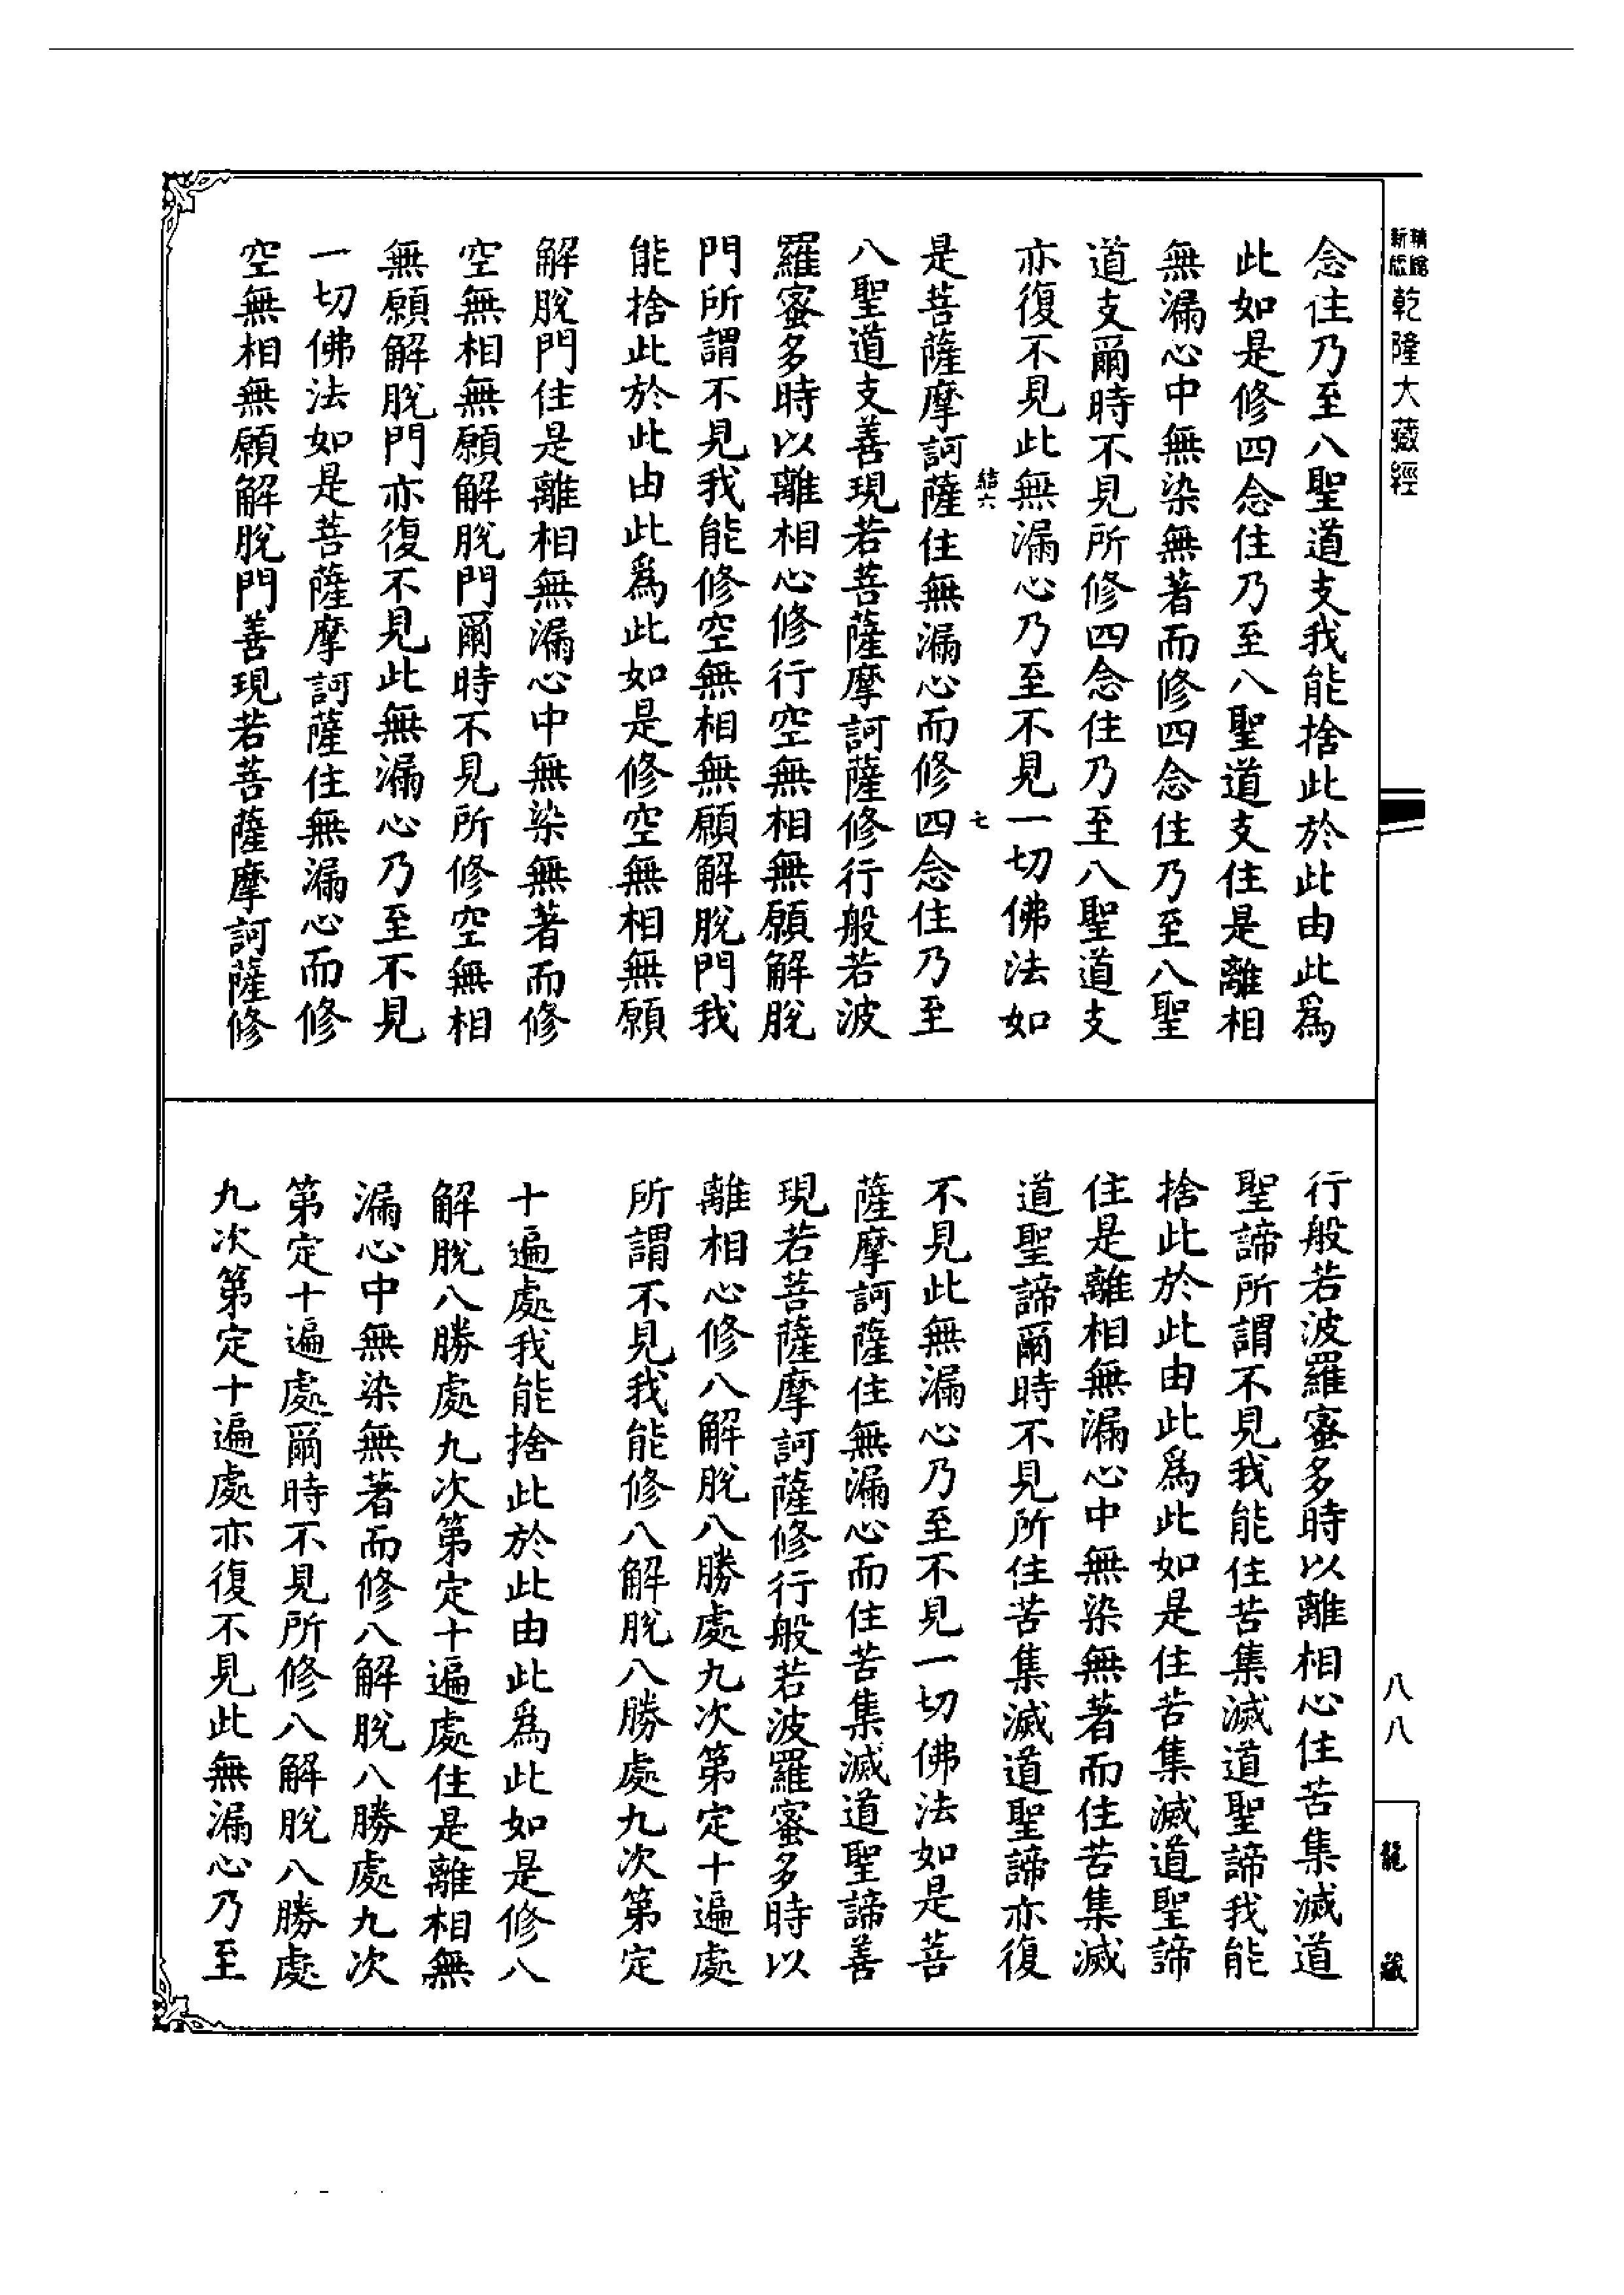 新版
乾隆大藏經
念住乃至八聖道支我能捨此於此由此爲
此如是修四念住乃至八聖道支住是離相
無漏心中無染無著而修四念住乃至八聖
道支爾時不見所修四念住乃至八聖道支
亦復不見此無漏心乃至不見一切佛法如
結六 七
是菩薩摩訶薩住無漏心而修四念住乃至
八聖道支善現若菩薩摩訶薩修行般若波
羅蜜多時以離相心修行空無相無願解脫
門所謂不見我能修空無相無願解脫門我
能捨此於此由此爲此如是修空無相無願
解脫門住是離相無漏心中無染無著而修
空無相無願解脫門爾時不見所修空無相
無願解脫門亦復不見此無漏心乃至不見
一切佛法如是菩薩摩訶薩住無漏心而修
空無相無願解脫門善現若菩薩摩訶薩修
行般若波羅蜜多時以離相心住苦集滅道
聖諦所謂不見我能住苦集滅道聖諦我能
捨此於此由此爲此如是住苦集滅道聖諦
住是離相無漏心中無染無著而住苦集滅
道聖諦爾時不見所住苦集滅道聖諦亦復
不見此無漏心乃至不見一切佛法如是菩
薩摩訶薩住無漏心而住苦集滅道聖諦善
現若菩薩摩訶薩修行般若波羅蜜多時以
離相心修八解脫八勝處九次第定十遍處
所謂不見我能修八解脫八勝處九次第定
十遍處我能捨此於此由此爲此如是修八
解脫八勝處九次第定十遍處住是離相無
漏心中無染無著而修八解脫八勝處九次
第定十遍處爾時不見所修八解脫八勝處
九次第定十遍處亦復不見此無漏心乃至
八八
龍藏